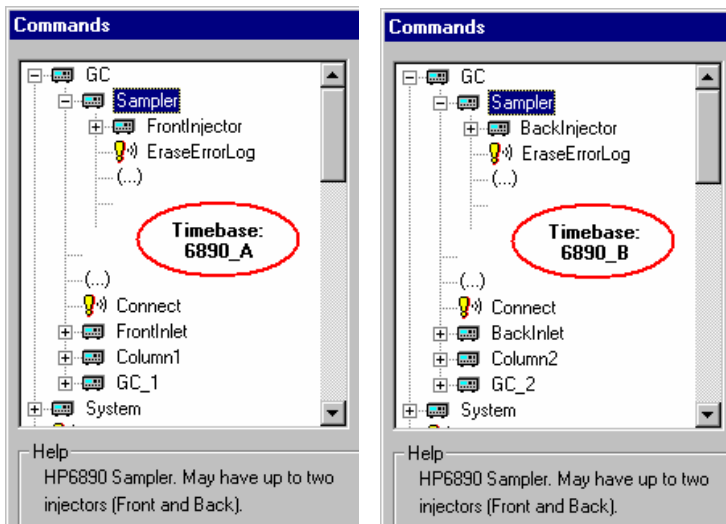 Commands
GC
Sampler
FrontInjector
EraseErrorLog
(...)
Timebase:
6890_A
(...)
Connect
FrontInlet
Column1
GC_1
System
Help
HP6890 Sampler. May have up to two
injectors (Front and Back).
Commands
GC
Sampler
BackInjector
EraseErrorLog
(...)
Timebase:
6890_B
(...)
Connect
BackInlet
Column2
GC_2
System
Help
HP6890 Sampler. May have up to two
injectors (Front and Back).